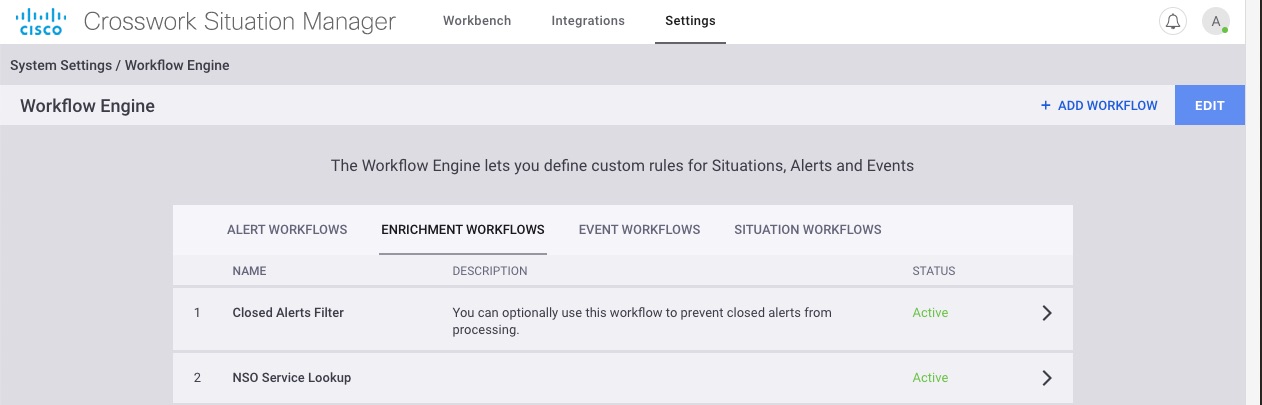 CISCO Crosswork Situation Manager Workbench Integrations Settings A
System Settings / Workflow Engine
Workflow Engine + ADD WORKFLOW EDIT
The Workflow Engine lets you define custom rules for Situations, Alerts and Events
ALERT WORKFLOWS ENRICHMENT WORKFLOWS EVENT WORKFLOWS SITUATION WORKFLOWS
NAME DESCRIPTION STATUS
1 Closed Alerts Filter You can optionally use this workflow to prevent closed alerts from Active
processing.
2 NSO Service Lookup Active